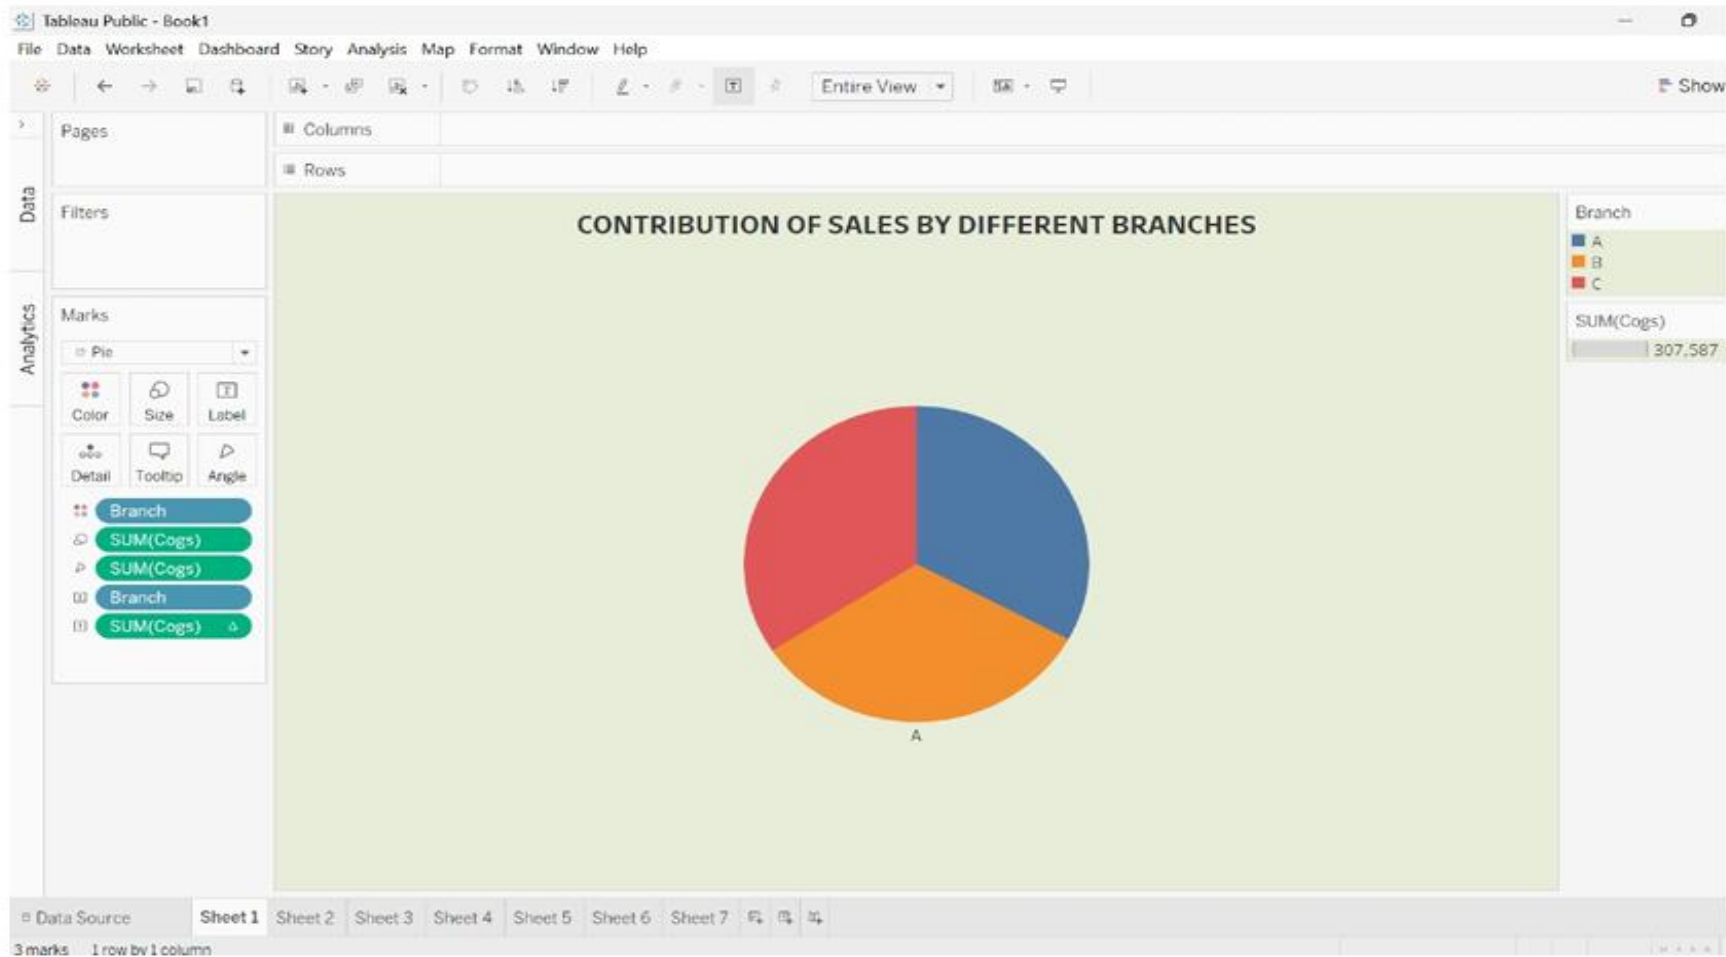 Tableau Public - Book1
File Data Worksheet Dashboard Story Analysis Map Format Window Help
Entire View
Show
Pages
Columns
Rows
Data
Analytics
Filters
Marks
Pie
Color Size Label
Detail Tooltip Angle
Branch
SUM(Cogs)
SUM(Cogs)
Branch
SUM(Cogs)
CONTRIBUTION OF SALES BY DIFFERENT BRANCHES
A
Branch
A
B
C
SUM(Cogs)
307,587
Data Source Sheet 1 Sheet 2 Sheet 3 Sheet 4 Sheet 5 Sheet 6 Sheet 7
3 marks 1 row by 1 column